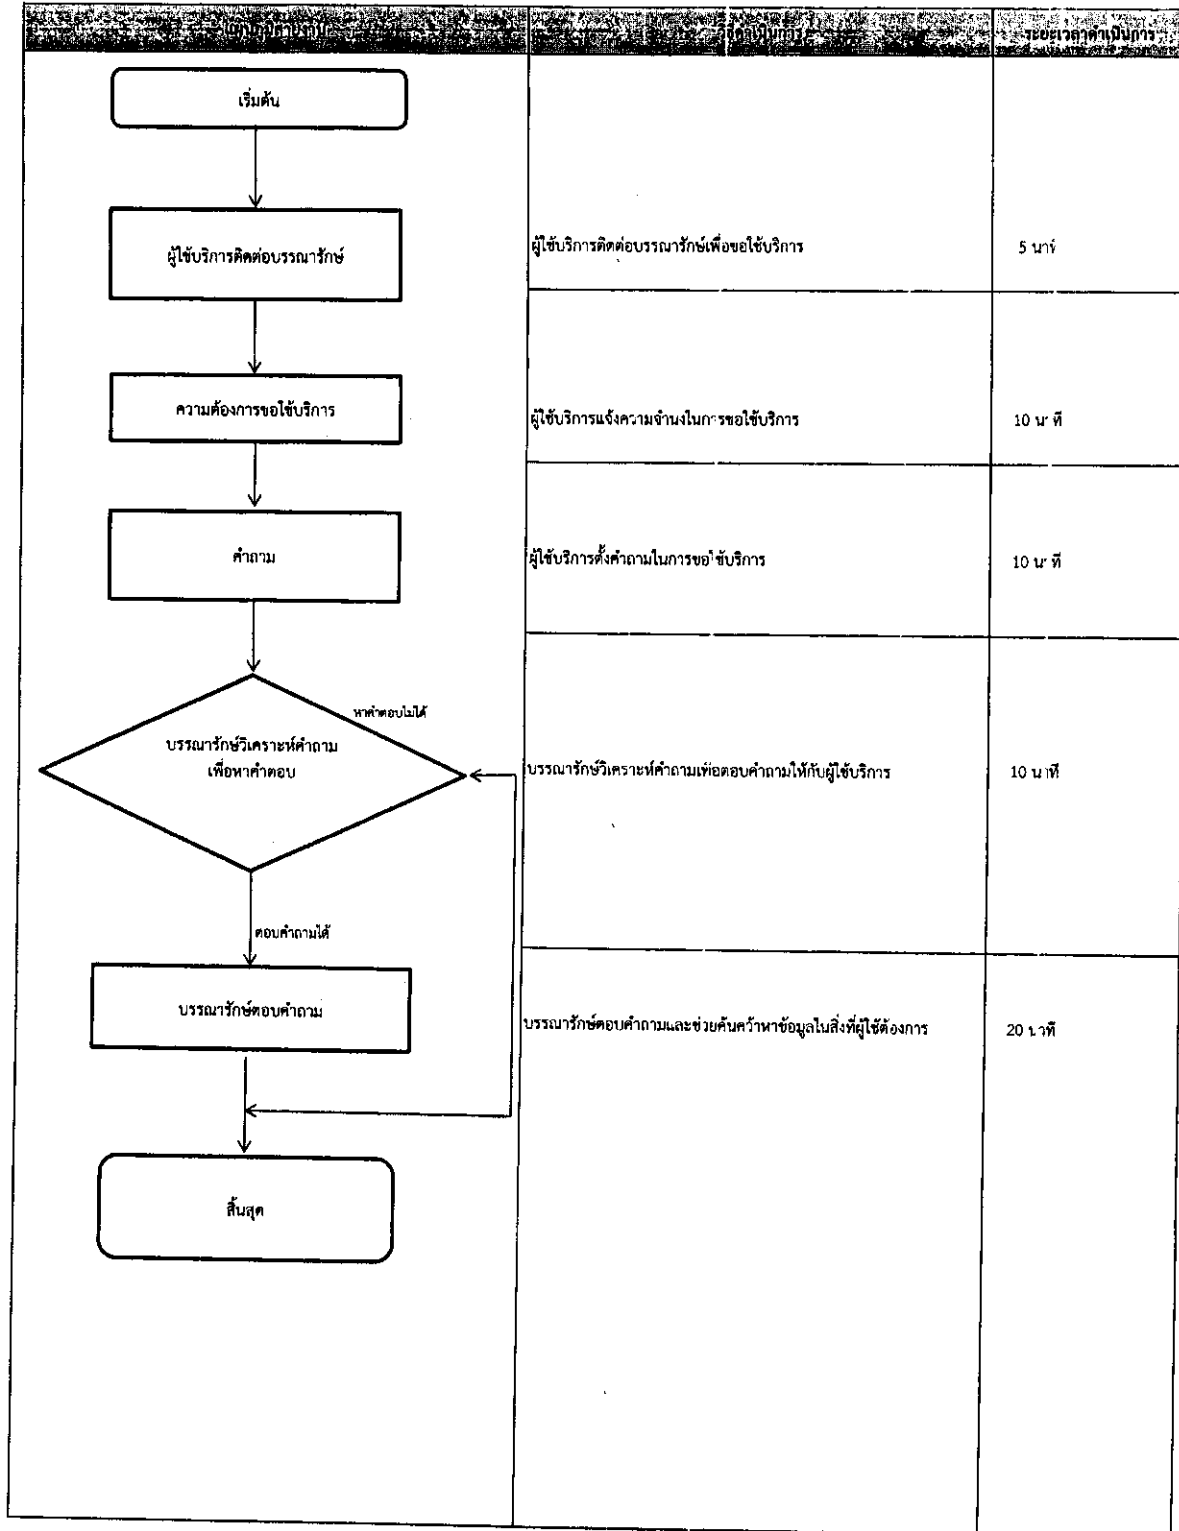 วิธีดำเนินการ
ระยะเวลาดำเนินการ
เริ่มต้น
ผู้ใช้บริการติดต่อบรรณารักษ์
ผู้ใช้บริการติดต่อบรรณารักษ์เพื่อขอใช้บริการ
5 นาที
ความต้องการขอใช้บริการ
ผู้ใช้บริการแจ้งความจำนงในการขอใช้บริการ
10 นาที
คำถาม
ผู้ใช้บริการตั้งคำถามในการขอใช้บริการ
10 นาที
หาคำตอบไม่ได้
บรรณารักษ์วิเคราะห์คำถาม
เพื่อหาคำตอบ
บรรณารักษ์วิเคราะห์คำถามเพื่อตอบคำถามให้กับผู้ใช้บริการ
10 นาที
ตอบคำถามได้
บรรณารักษ์ตอบคำถาม
บรรณารักษ์ตอบคำถามและช่วยค้นคว้าหาข้อมูลในสิ่งที่ผู้ใช้ต้องการ
20 นาที
สิ้นสุด